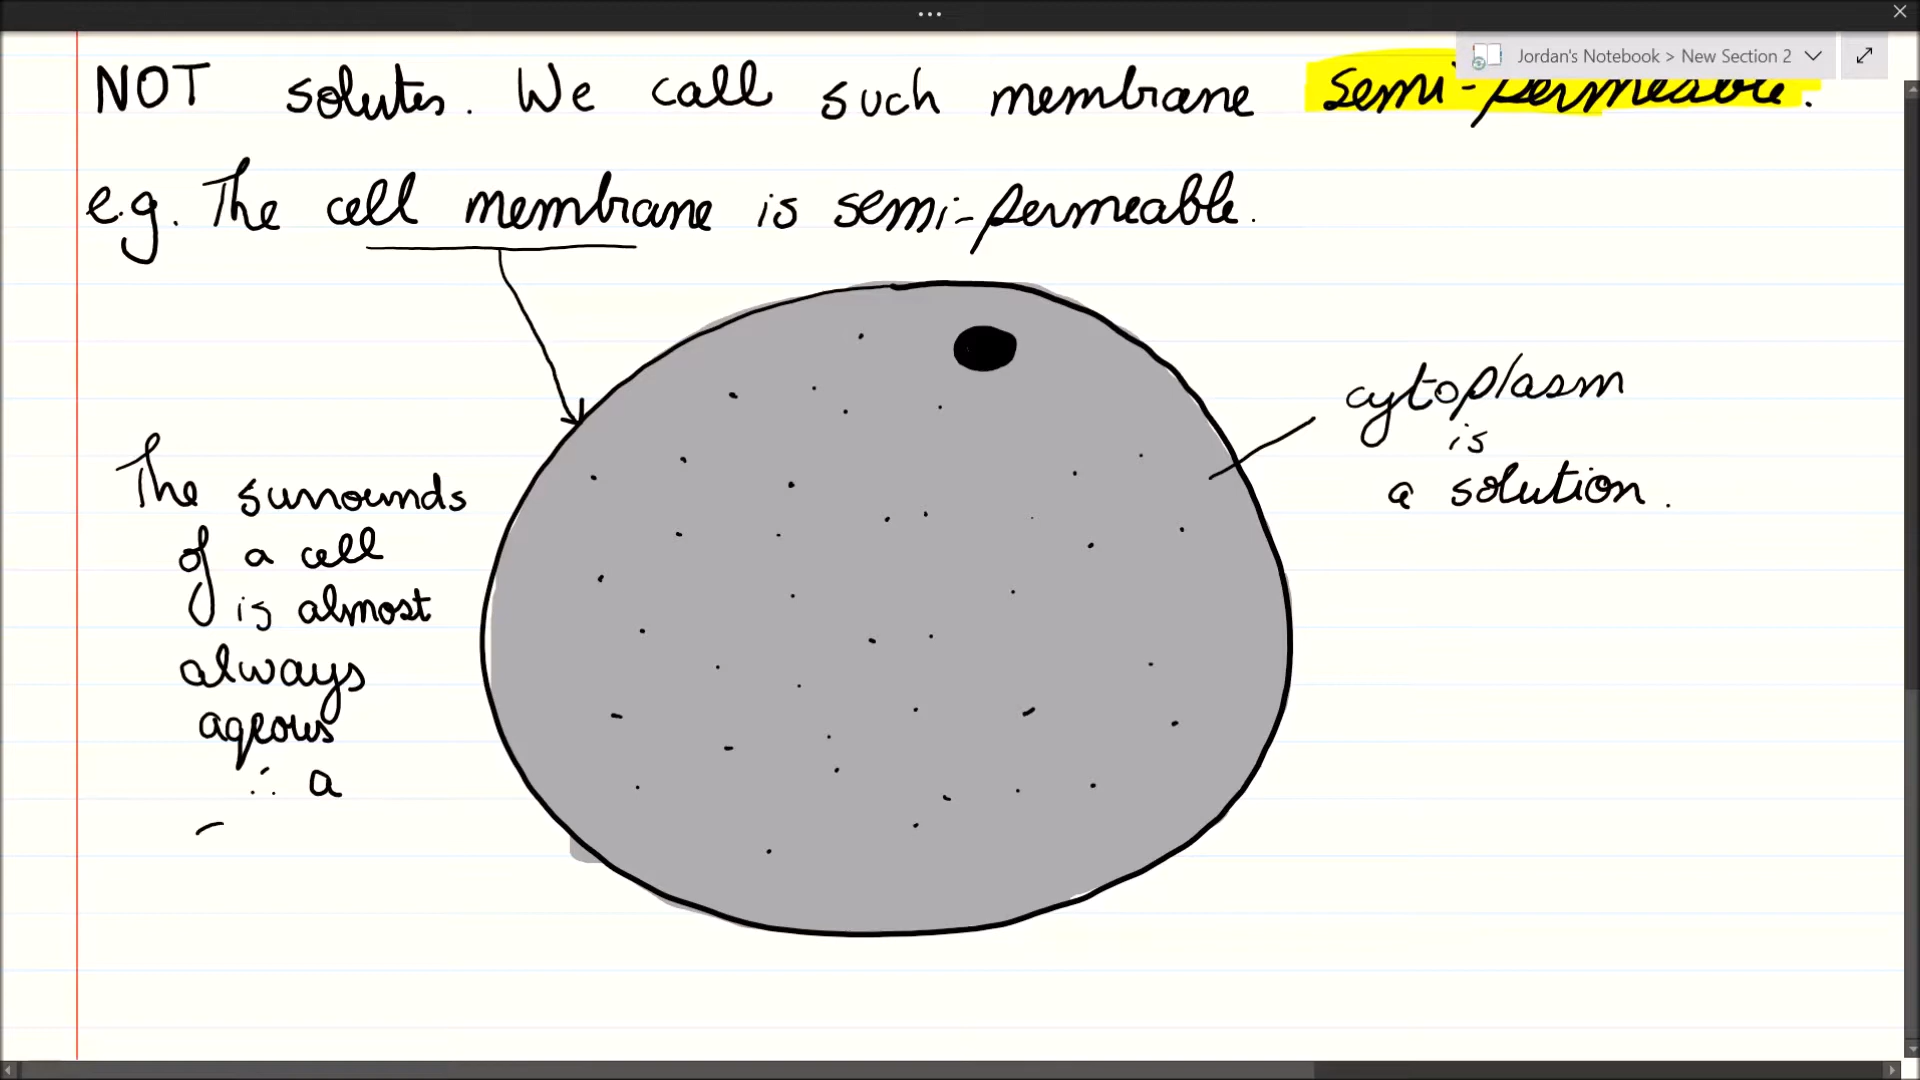 Jordan's Notebook > New Section 2
NOT solutes. We call such membrane semi-permeable.
e.g. The cell membrane is semi-permeable.
cytoplasm
is
a solution.
The surrounds
of a cell
is almost
always
aqeous
∴ a